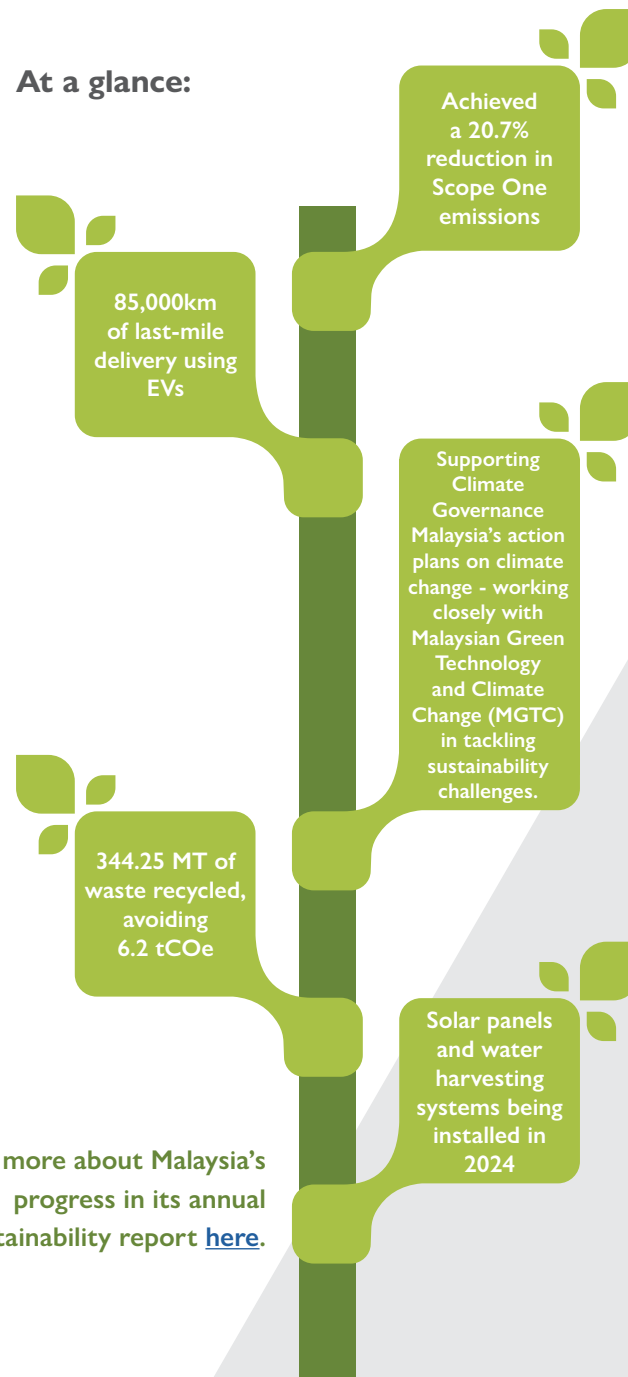 At a glance:
Achieved
a 20.7%
reduction in
Scope One
emissions
85,000km
of last-mile
delivery using
EVs
Supporting
Climate
Governance
Malaysia’s action
plans on climate
change - working
closely with
Malaysian Green
Technology
and Climate
Change (MGTC)
in tackling
sustainability
challenges.
344.25 MT of
waste recycled,
avoiding
6.2 tCOe
Solar panels
and water
harvesting
systems being
installed in
2024
more about Malaysia’s
progress in its annual
tainability report here.